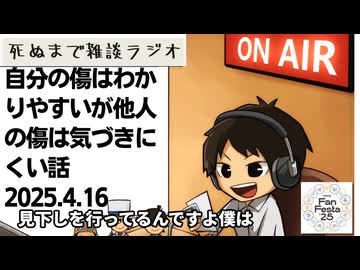 死ぬまで雑談ラジオ
ON AIR
自分の傷はわか
りやすいが他人
の傷は気づきに
くい話
2025.4.16
見下しを行ってるんですよ僕は
Fan
Festa
'25